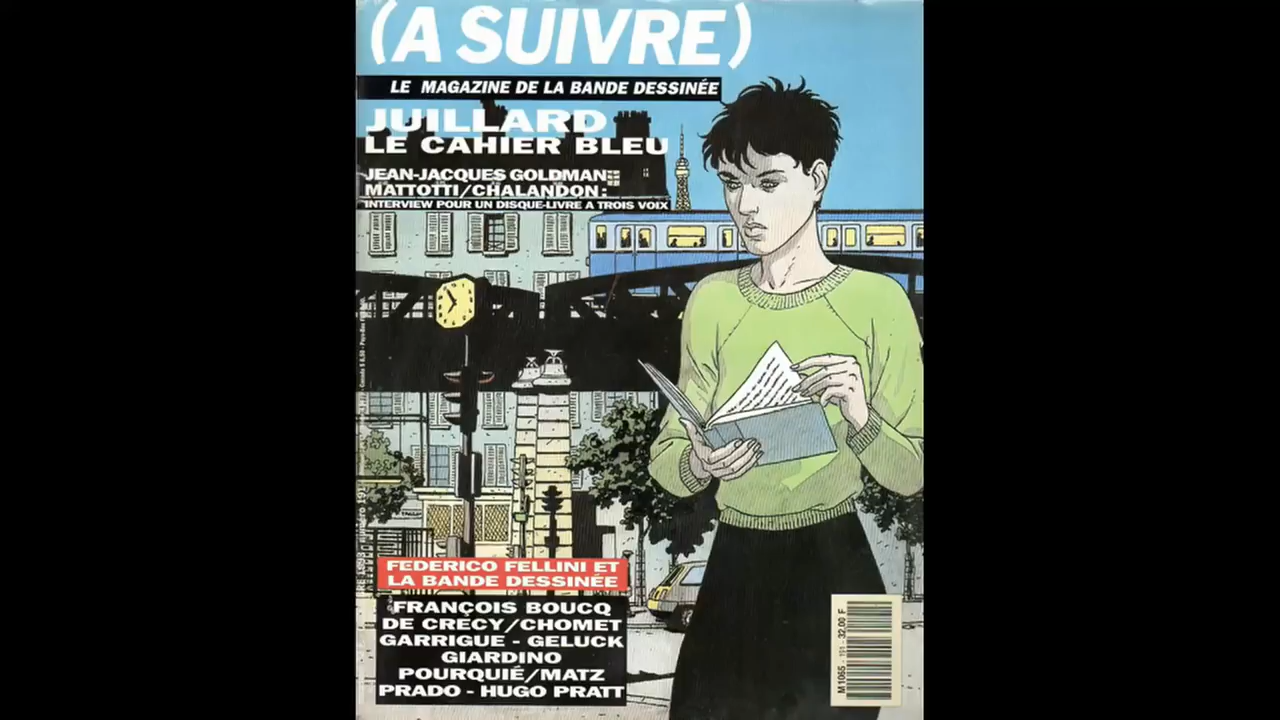 (A SUIVRE)
LE MAGAZINE DE LA BANDE DESSINÉE
JUILLARD
LE CAHIER BLEU
JEAN-JACQUES GOLDMAN
MATTOTTI/CHALANDON :
INTERVIEW POUR UN DISQUE-LIVRE A TROIS VOIX
FEDERICO FELLINI ET
LA BANDE DESSINÉE
FRANÇOIS BOUCQ
DE CRÉCY/CHOMET
GARRIGUE - GELUCK
GIARDINO
POURQUIÉ/MATZ
PRADO - HUGO PRATT
M 1065 - 191 - 32,00 F